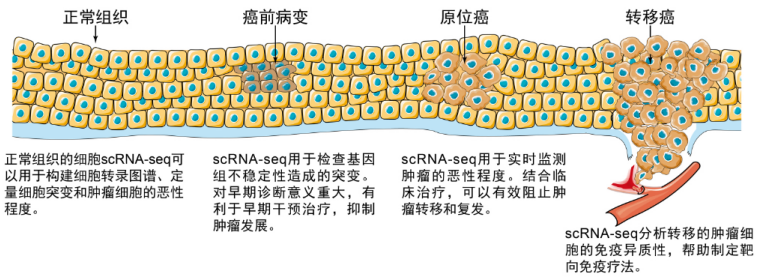 正常组织
癌前病变
原位癌
转移癌
正常组织的细胞scRNA-seq可
以用于构建细胞转录图谱、定
量细胞突变和肿瘤细胞的恶性
程度。
scRNA-seq用于检查基因
组不稳定性造成的突变。
对早期诊断意义重大，有
利于早期干预治疗，抑制
肿瘤发展。
scRNA-seq用于实时监测
肿瘤的恶性程度。结合临
床治疗，可以有效阻止肿
瘤转移和复发。
scRNA-seq分析转移的肿瘤细
胞的免疫异质性，帮助制定靶
向免疫疗法。